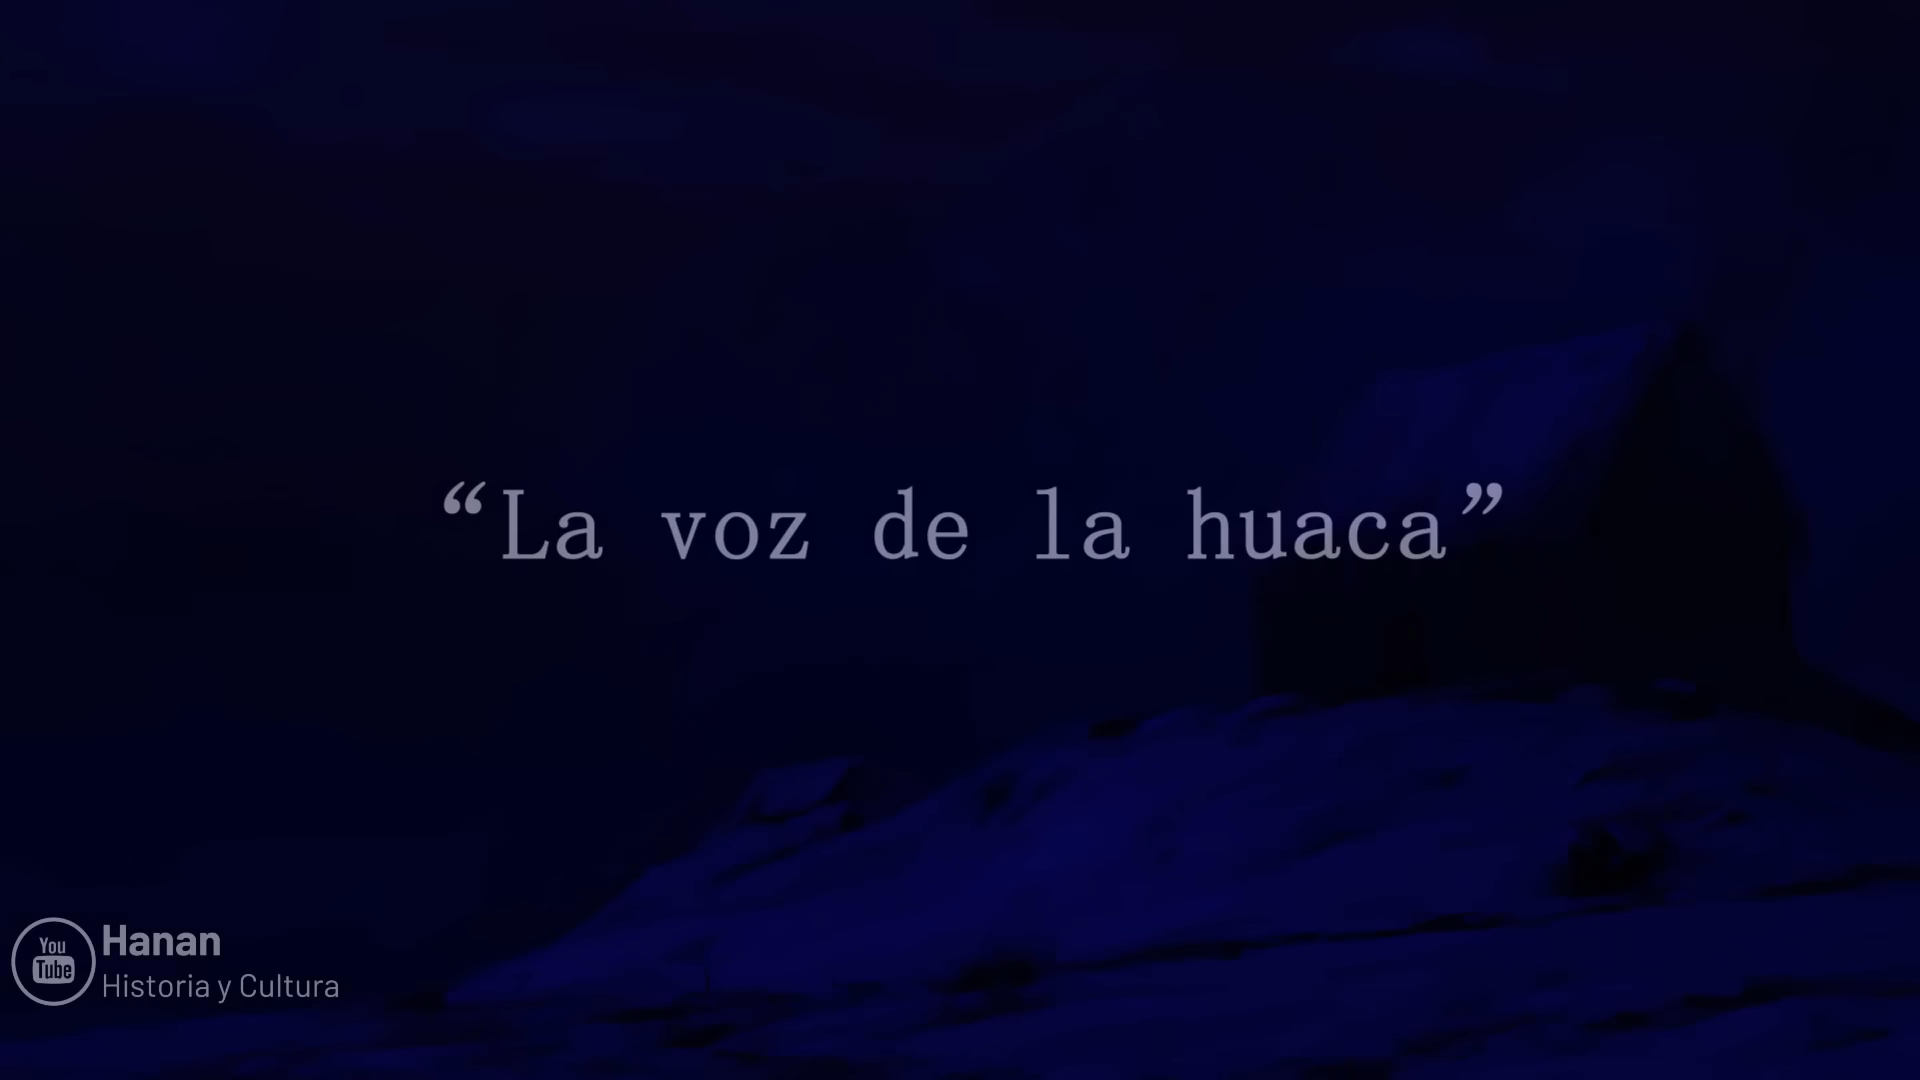 “La voz de la huaca”
You
Tube
Hanan
Historia y Cultura